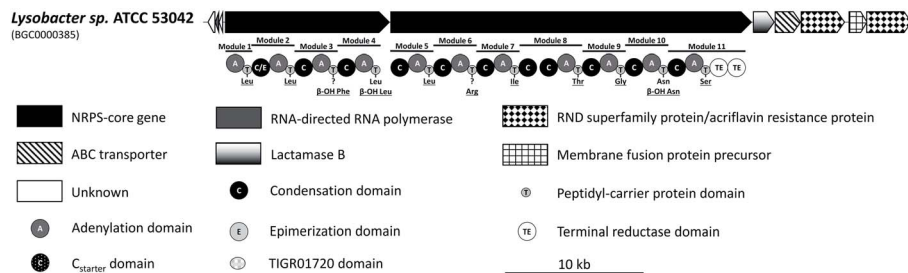 Lysobacter sp. ATCC 53042
(BGC0000385)
Module 1 Module 2 Module 3 Module 4 Module 5 Module 6 Module 7 Module 8 Module 9 Module 10 Module 11
A T C/E A T C A T C A T C A T C A T C A T C C A T C A T C A T C A T TE TE
Leu Leu ? Leu Leu ? Ile Thr Gly Asn Ser
β-OH Phe β-OH Leu Arg β-OH Asn
NRPS-core gene RNA-directed RNA polymerase RND superfamily protein/acriflavin resistance protein
ABC transporter Lactamase B Membrane fusion protein precursor
Unknown C Condensation domain T Peptidyl-carrier protein domain
A Adenylation domain E Epimerization domain TE Terminal reductase domain
C Cstarter domain TIGR01720 domain 10 kb